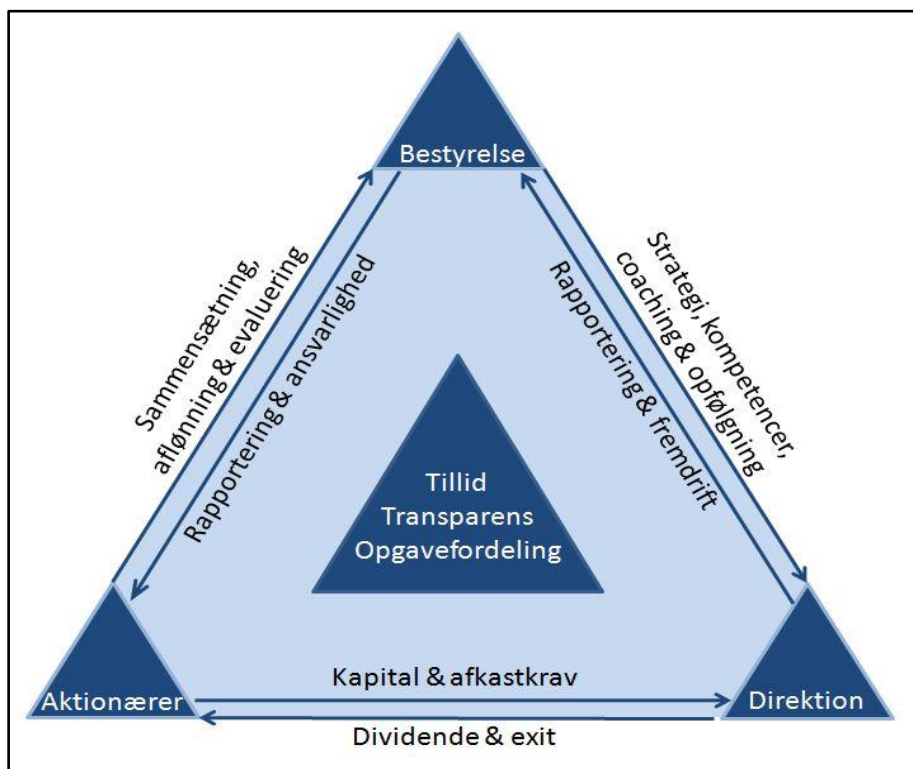 Bestyrelse
Sammensætning,
aflønning & evaluering
Rapportering & ansvarlighed
Strategi, kompetencer,
coaching & opfølgning
Rapportering & fremdrift
Tillid
Transparens
Opgavefordeling
Aktionærer
Kapital & afkastkrav
Dividende & exit
Direktion